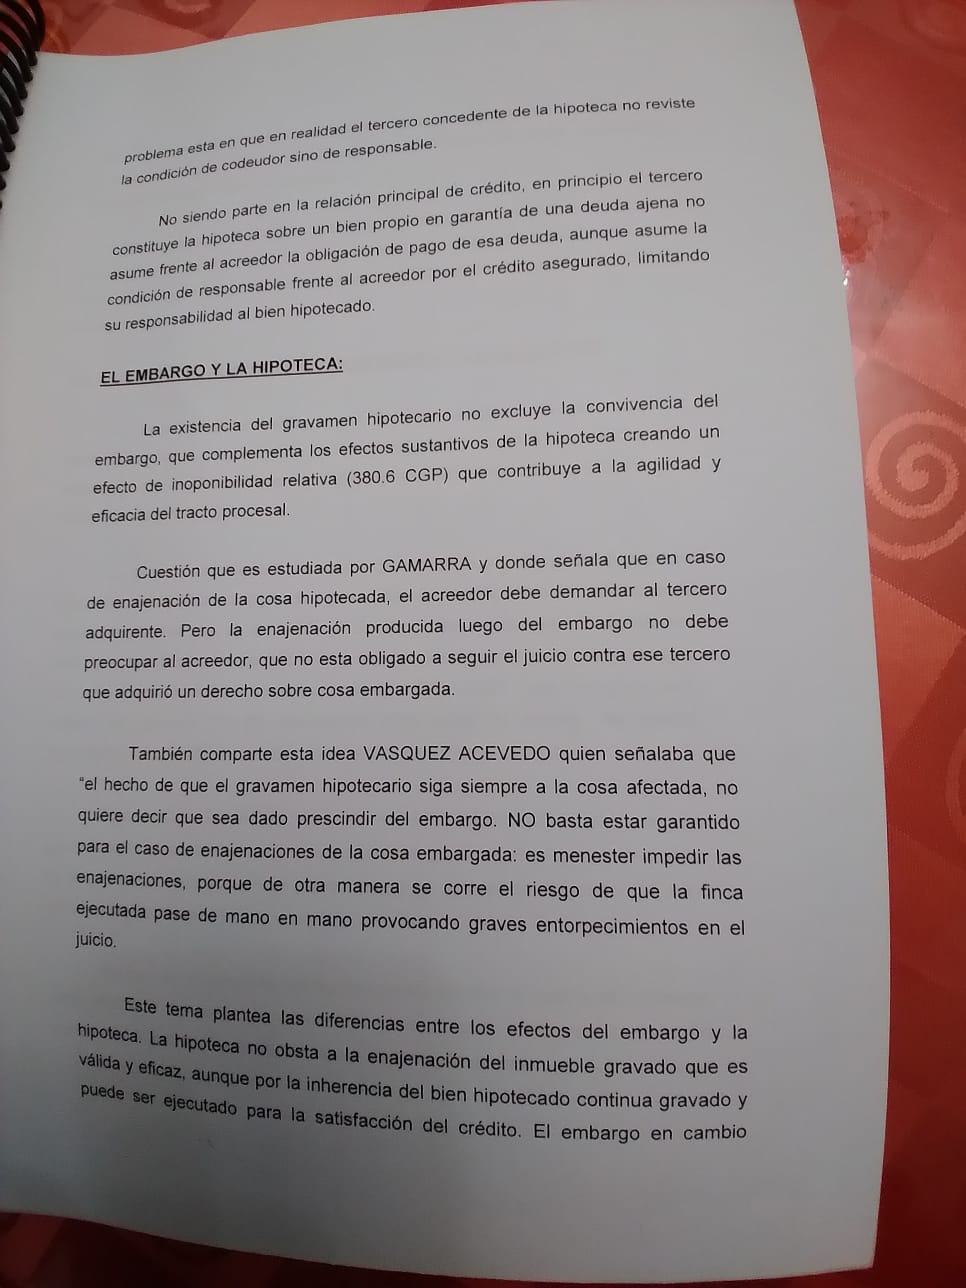 problema esta en que en realidad el tercero concedente de la hipoteca no reviste
la condición de codeudor sino de responsable.
No siendo parte en la relación principal de crédito, en principio el tercero
constituye la hipoteca sobre un bien propio en garantía de una deuda ajena no
asume frente al acreedor la obligación de pago de esa deuda, aunque asume la
condición de responsable frente al acreedor por el crédito asegurado, limitando
su responsabilidad al bien hipotecado.
EL EMBARGO Y LA HIPOTECA:
La existencia del gravamen hipotecario no excluye la convivencia del
embargo, que complementa los efectos sustantivos de la hipoteca creando un
efecto de inoponibilidad relativa (380.6 CGP) que contribuye a la agilidad y
eficacia del tracto procesal.
Cuestión que es estudiada por GAMARRA y donde señala que en caso
de enajenación de la cosa hipotecada, el acreedor debe demandar al tercero
adquirente. Pero la enajenación producida luego del embargo no debe
preocupar al acreedor, que no esta obligado a seguir el juicio contra ese tercero
que adquirió un derecho sobre cosa embargada.
También comparte esta idea VASQUEZ ACEVEDO quien señalaba que
“el hecho de que el gravamen hipotecario siga siempre a la cosa afectada, no
quiere decir que sea dado prescindir del embargo. NO basta estar garantido
para el caso de enajenaciones de la cosa embargada: es menester impedir las
enajenaciones, porque de otra manera se corre el riesgo de que la finca
ejecutada pase de mano en mano provocando graves entorpecimientos en el
juicio.
Este tema plantea las diferencias entre los efectos del embargo y la
hipoteca. La hipoteca no obsta a la enajenación del inmueble gravado que es
válida y eficaz, aunque por la inherencia del bien hipotecado continua gravado y
puede ser ejecutado para la satisfacción del crédito. El embargo en cambio